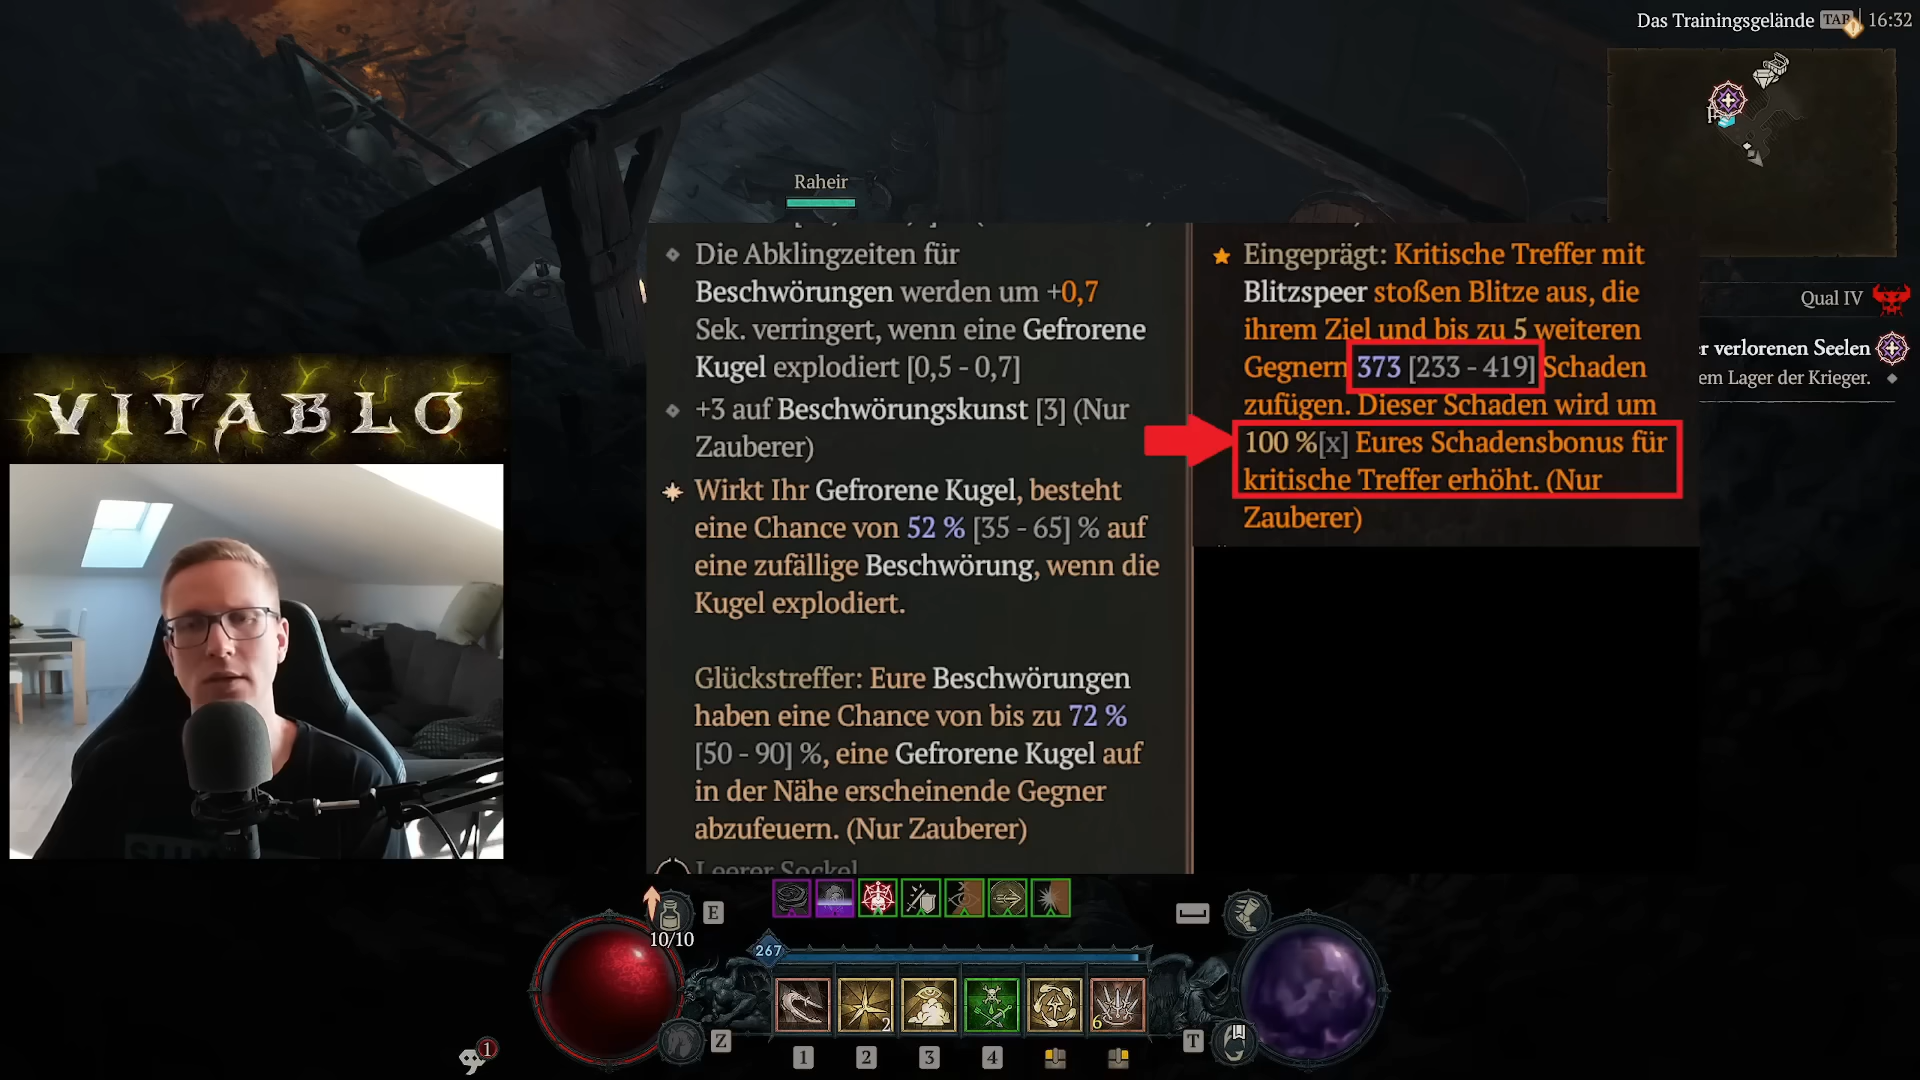 Das Trainingsgelände TAB 16:32
Raheir
Die Abklingzeiten für
Beschwörungen werden um +0,7
Sek. verringert, wenn eine Gefrorene
Kugel explodiert [0,5 - 0,7]
+3 auf Beschwörungskunst [3] (Nur
Zauberer)
Wirkt Ihr Gefrorene Kugel, besteht
eine Chance von 52 % [35 - 65] % auf
eine zufällige Beschwörung, wenn die
Kugel explodiert.
Glückstreffer: Eure Beschwörungen
haben eine Chance von bis zu 72 %
[50 - 90] %, eine Gefrorene Kugel auf
in der Nähe erscheinende Gegner
abzufeuern. (Nur Zauberer)
Leerer Sockel
Eingeprägt: Kritische Treffer mit
Blitzspeer stoßen Blitze aus, die
ihrem Ziel und bis zu 5 weiteren
Gegnern 373 [233 - 419] Schaden
zufügen. Dieser Schaden wird um
100 %[x] Eures Schadensbonus für
kritische Treffer erhöht. (Nur
Zauberer)
Qual IV
r verlorenen Seelen
em Lager der Krieger.
VITABLO
10/10
E
267
2
6
Z
1
2
3
4
T
1